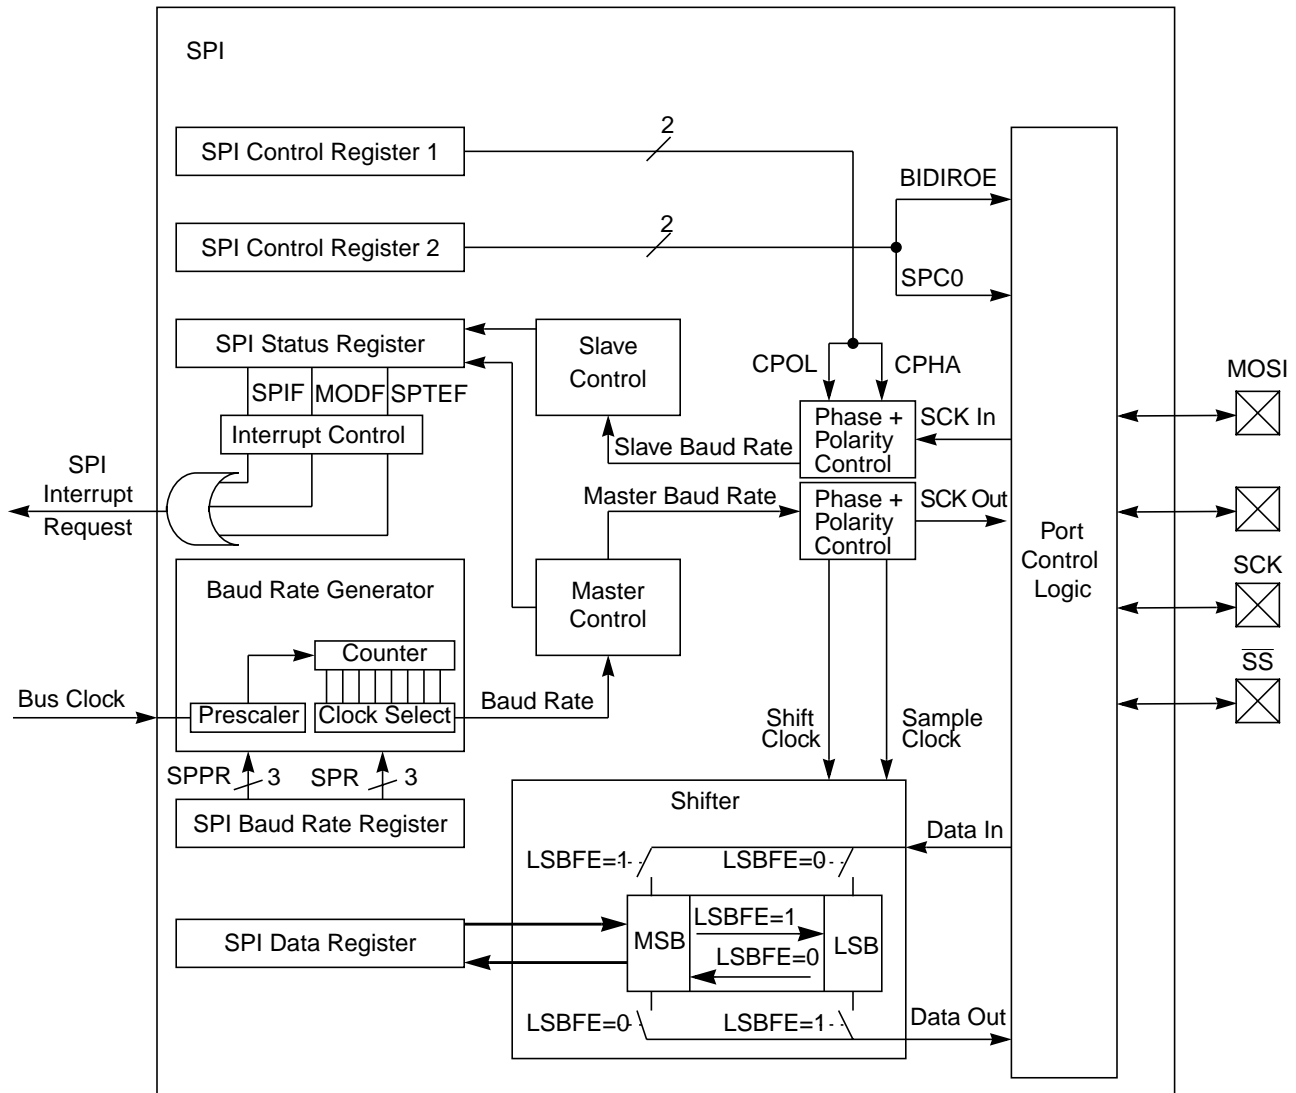 SPI
SPI Control Register 1
2
BIDIROE
SPI Control Register 2
2
SPC0
SPI Status Register
Slave
Control
CPOL
CPHA
MOSI
SPIF
MODF
SPTEF
Interrupt Control
Slave Baud Rate
Phase +
Polarity
Control
SCK In
SPI
Interrupt
Request
Master Baud Rate
Phase +
Polarity
Control
SCK Out
Port
Control
Logic
SCK
Baud Rate Generator
Master
Control
Counter
SS
Bus Clock
Prescaler
Clock Select
Baud Rate
Shift
Clock
Sample
Clock
SPPR
3
SPR
3
SPI Baud Rate Register
Shifter
Data In
LSBFE=1
LSBFE=0
SPI Data Register
MSB
LSBFE=1
LSBFE=0
LSB
LSBFE=0
LSBFE=1
Data Out